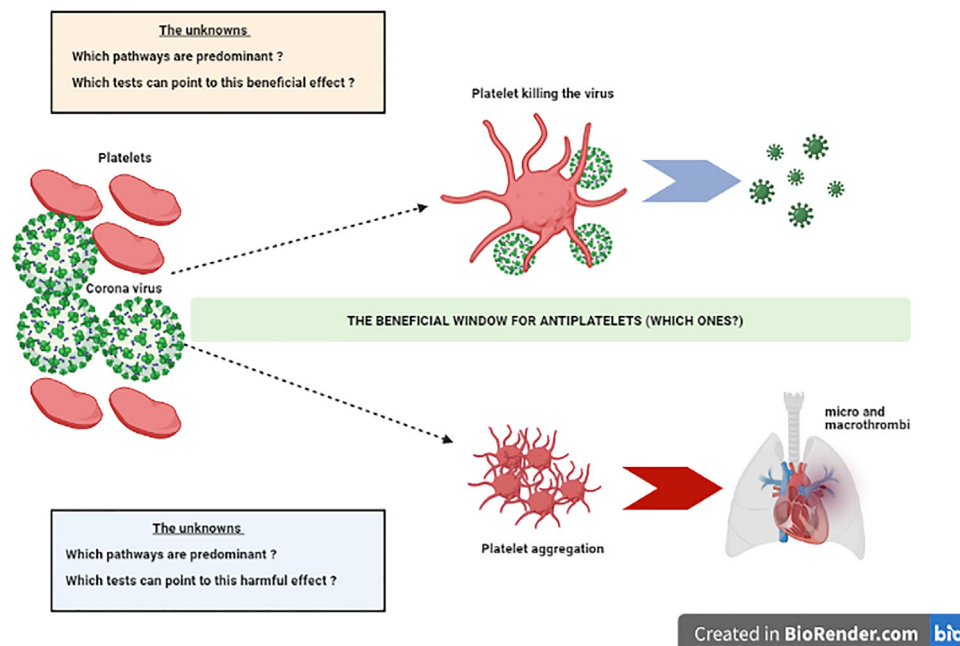 The unknowns
Which pathways are predominant ?
Which tests can point to this beneficial effect ?
Platelet killing the virus
Platelets
Corona virus
THE BENEFICIAL WINDOW FOR ANTIPLATELETS (WHICH ONES?)
micro and
macrothrombi
Platelet aggregation
The unknowns
Which pathways are predominant ?
Which tests can point to this harmful effect ?
Created in BioRender.com bio